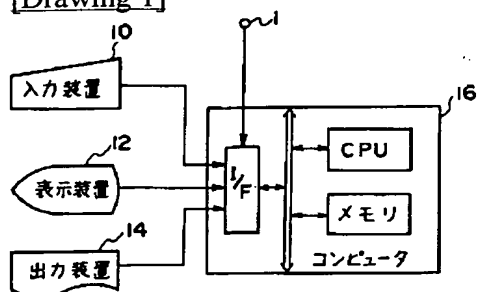 [Drawing 1]
10
i
入力装置
16
12
CPU
表示装置
I/F
メモリ
14
出力装置
コンピュータ